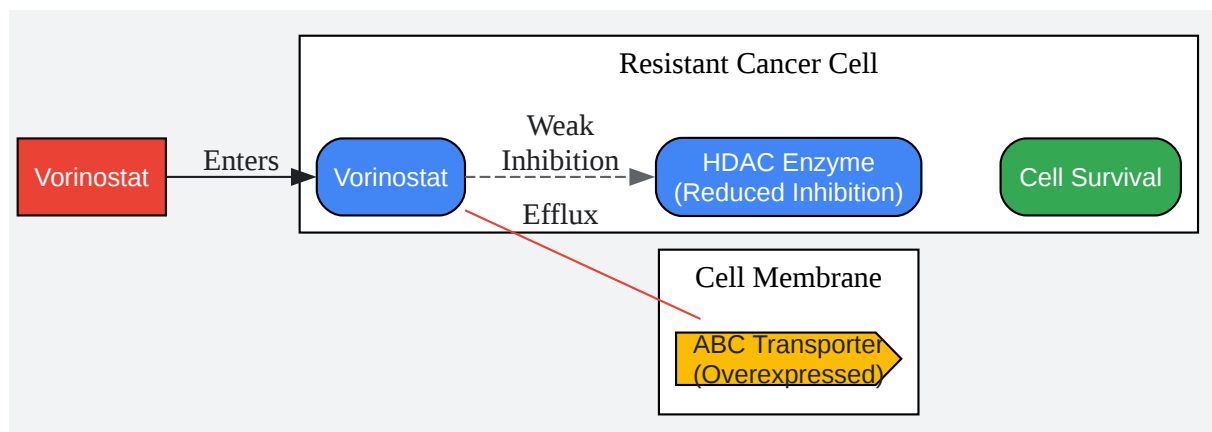 Resistant Cancer Cell
Vorinostat
Enters
Vorinostat
Weak
Inhibition
HDAC Enzyme
(Reduced Inhibition)
Cell Survival
Efflux
Cell Membrane
ABC Transporter
(Overexpressed)